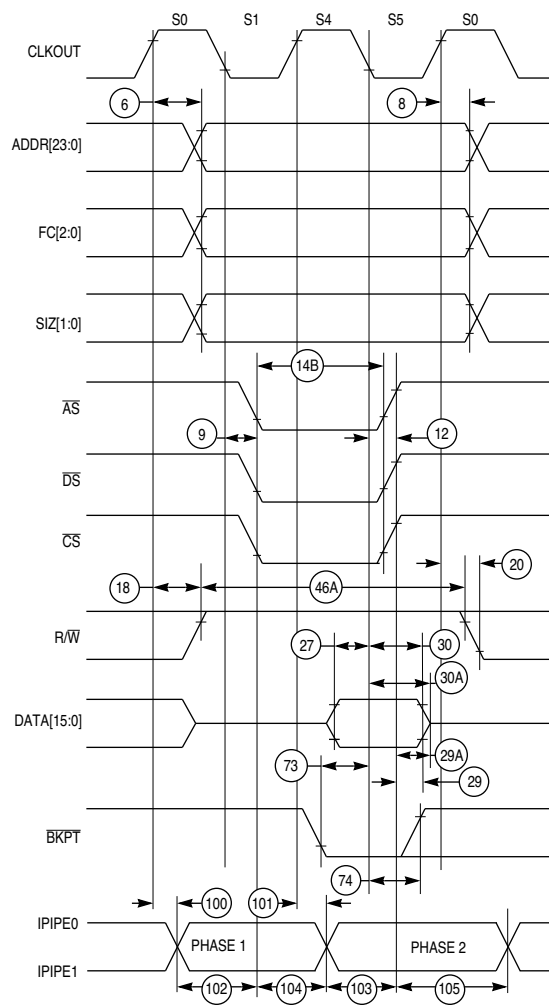 S0 S1 S4 S5 S0
CLKOUT
6 8
ADDR[23:0]
FC[2:0]
SIZ[1:0]
14B
AS
9 12
DS
CS
20
18 46A
R/W
27 30
30A
DATA[15:0]
29A
73 29
BKPT
74
100 101
IPIPE0
PHASE 1 PHASE 2
IPIPE1
102 104 103 105